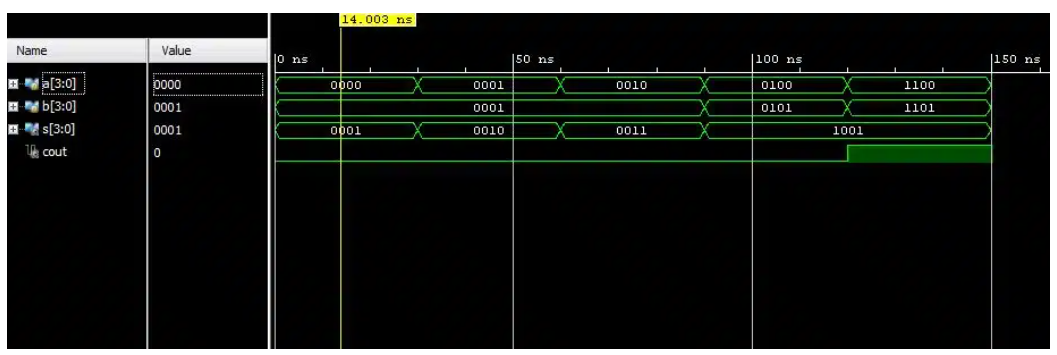 14.003 ns
Name Value
0 ns 50 ns 100 ns 150 ns
a[3:0] 0000 0000 0001 0010 0100 1100
b[3:0] 0001 0001 0101 1101
s[3:0] 0001 0001 0010 0011 1001
cout 0